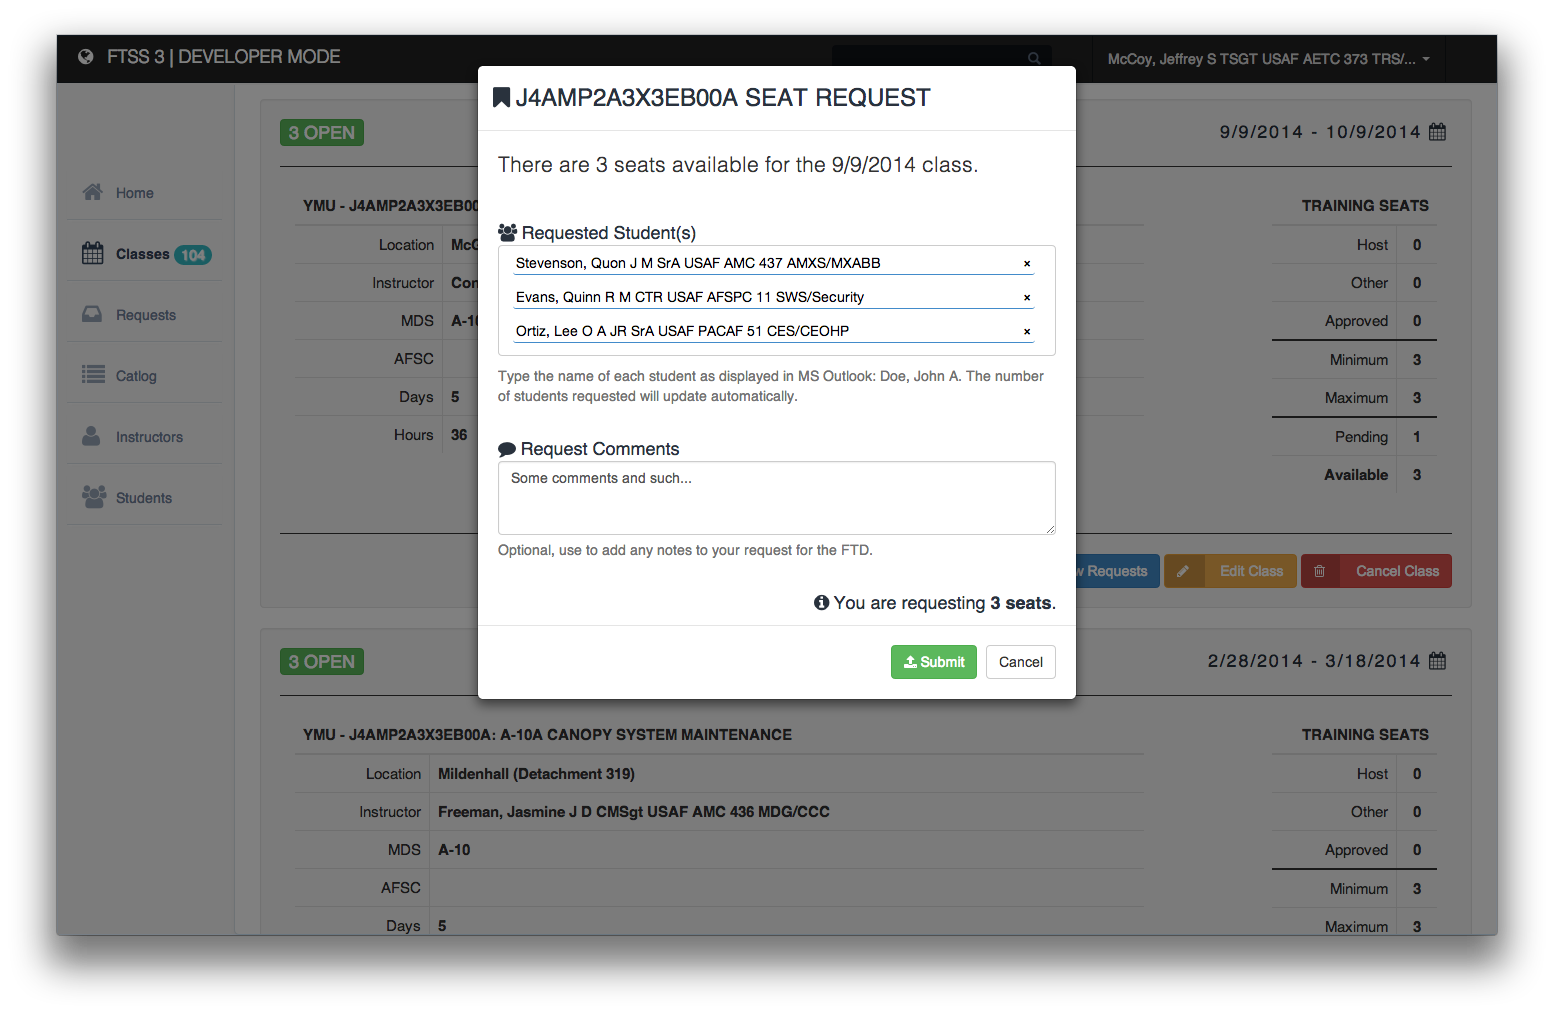 FTSS 3 | DEVELOPER MODE
McCoy, Jeffrey S TSGT USAF AETC 373 TRS/...
Home
Classes 104
Requests
Catlog
Instructors
Students
3 OPEN
9/9/2014 - 10/9/2014
YMU - J4AMP2A3X3EB00
TRAINING SEATS
Location McG
Host 0
Instructor Con
Other 0
MDS A-10
Approved 0
AFSC
Minimum 3
Days 5
Maximum 3
Hours 36
Pending 1
Available 3
w Requests
Edit Class
Cancel Class
J4AMP2A3X3EB00A SEAT REQUEST
There are 3 seats available for the 9/9/2014 class.
Requested Student(s)
Stevenson, Quon J M SrA USAF AMC 437 AMXS/MXABB ×
Evans, Quinn R M CTR USAF AFSPC 11 SWS/Security ×
Ortiz, Lee O A JR SrA USAF PACAF 51 CES/CEOHP ×
Type the name of each student as displayed in MS Outlook: Doe, John A. The number
of students requested will update automatically.
Request Comments
Some comments and such...
Optional, use to add any notes to your request for the FTD.
You are requesting 3 seats.
Submit
Cancel
3 OPEN
2/28/2014 - 3/18/2014
YMU - J4AMP2A3X3EB00A: A-10A CANOPY SYSTEM MAINTENANCE
TRAINING SEATS
Location Mildenhall (Detachment 319)
Host 0
Instructor Freeman, Jasmine J D CMSgt USAF AMC 436 MDG/CCC
Other 0
MDS A-10
Approved 0
AFSC
Minimum 3
Days 5
Maximum 3